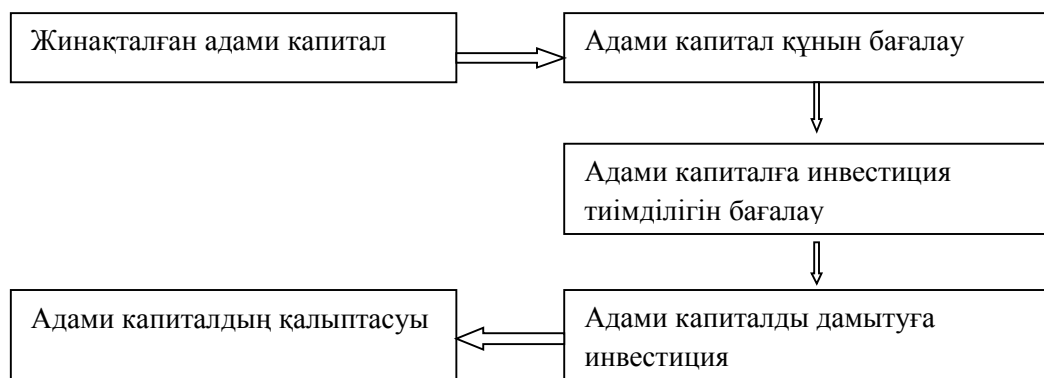 Жинақталған адами капитал
Адами капитал құнын бағалау
Адами капиталға инвестиция
тиімділігін бағалау
Адами капиталды дамытуға
инвестиция
Адами капиталдың қалыптасуы